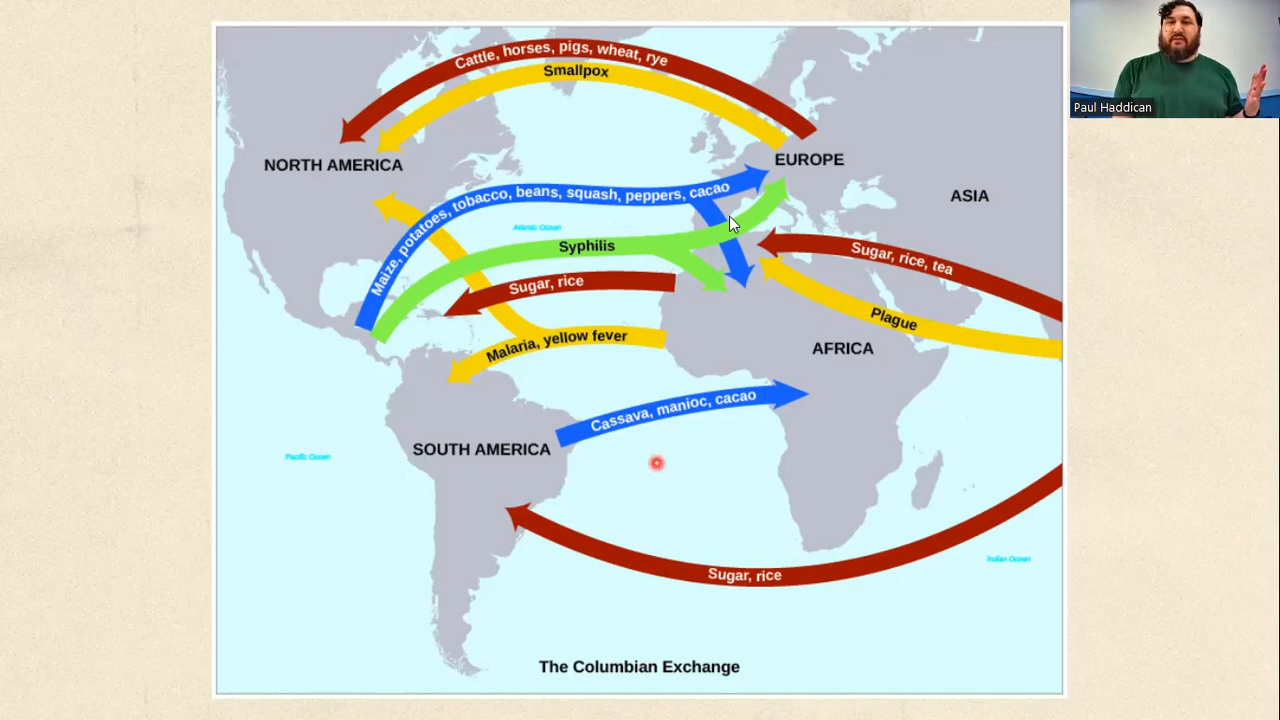 Paul Haddican
Cattle, horses, pigs, wheat, rye
Smallpox
NORTH AMERICA
EUROPE
ASIA
Maize, potatoes, tobacco, beans, squash, peppers, cacao
Atlantic Ocean
Syphilis
Sugar, rice, tea
Sugar, rice
Plague
Malaria, yellow fever
AFRICA
Cassava, manioc, cacao
SOUTH AMERICA
Pacific Ocean
Indian Ocean
Sugar, rice
The Columbian Exchange